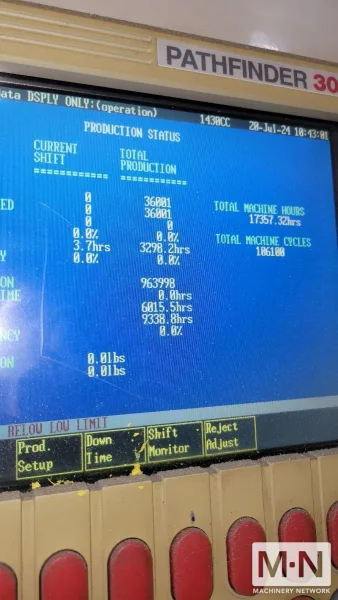 PATHFINDER 30
ata DSPLY ONLY:(operation) 1430CC 20-Jul-24 10:43:01
PRODUCTION STATUS
CURRENT SHIFT
TOTAL PRODUCTION
============ ============
0 36001
ED 0 36001
0 0
0.0% 0.0%
3.7hrs 3298.2hrs
Y 0.0% 0.0%
TOTAL MACHINE HOURS
17357.32hrs
TOTAL MACHINE CYCLES
106100
ON 963998
IME 0.0hrs
6015.5hrs
9338.8hrs
NCY 0.0%
ON 0.0lbs
0.0lbs
BELOW LOW LIMIT
Prod. Setup
Down Time
Shift Monitor
Reject Adjust
M·N
MACHINERY NETWORK